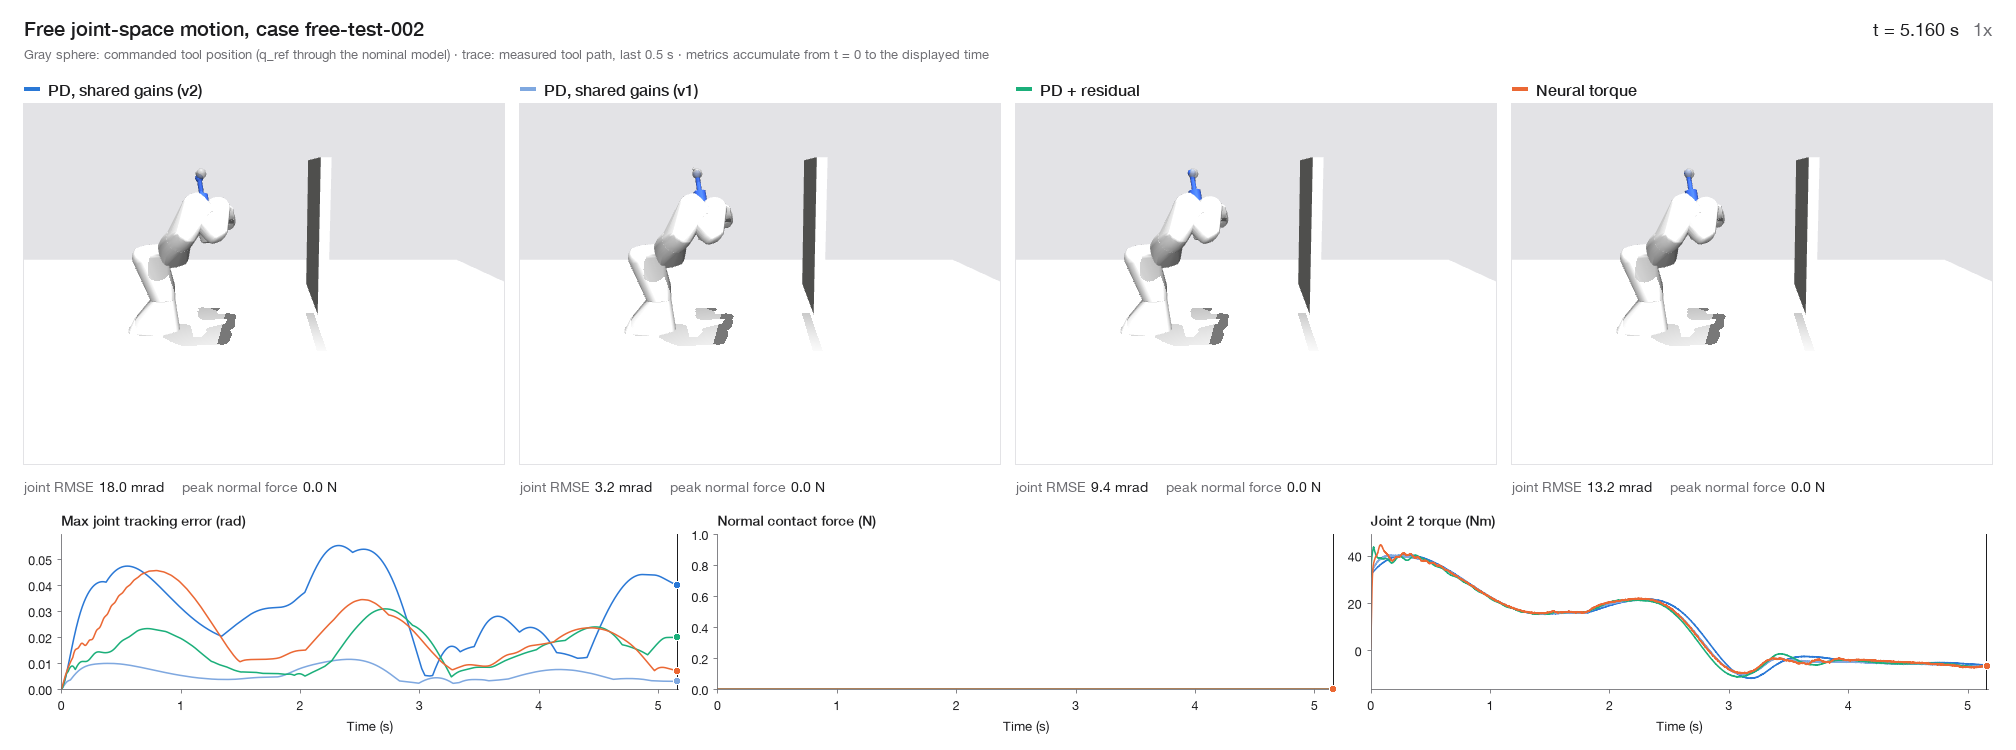 Free joint-space motion, case free-test-002
t = 5.160 s 1x
Gray sphere: commanded tool position (q_ref through the nominal model) · trace: measured tool path, last 0.5 s · metrics accumulate from t = 0 to the displayed time
PD, shared gains (v2)
PD, shared gains (v1)
PD + residual
Neural torque
joint RMSE 18.0 mrad peak normal force 0.0 N
joint RMSE 3.2 mrad peak normal force 0.0 N
joint RMSE 9.4 mrad peak normal force 0.0 N
joint RMSE 13.2 mrad peak normal force 0.0 N
Max joint tracking error (rad)
0.05
0.04
0.03
0.02
0.01
0.00
0 1 2 3 4 5
Time (s)
Normal contact force (N)
1.0
0.8
0.6
0.4
0.2
0.0
0 1 2 3 4 5
Time (s)
Joint 2 torque (Nm)
40
20
0
0 1 2 3 4 5
Time (s)